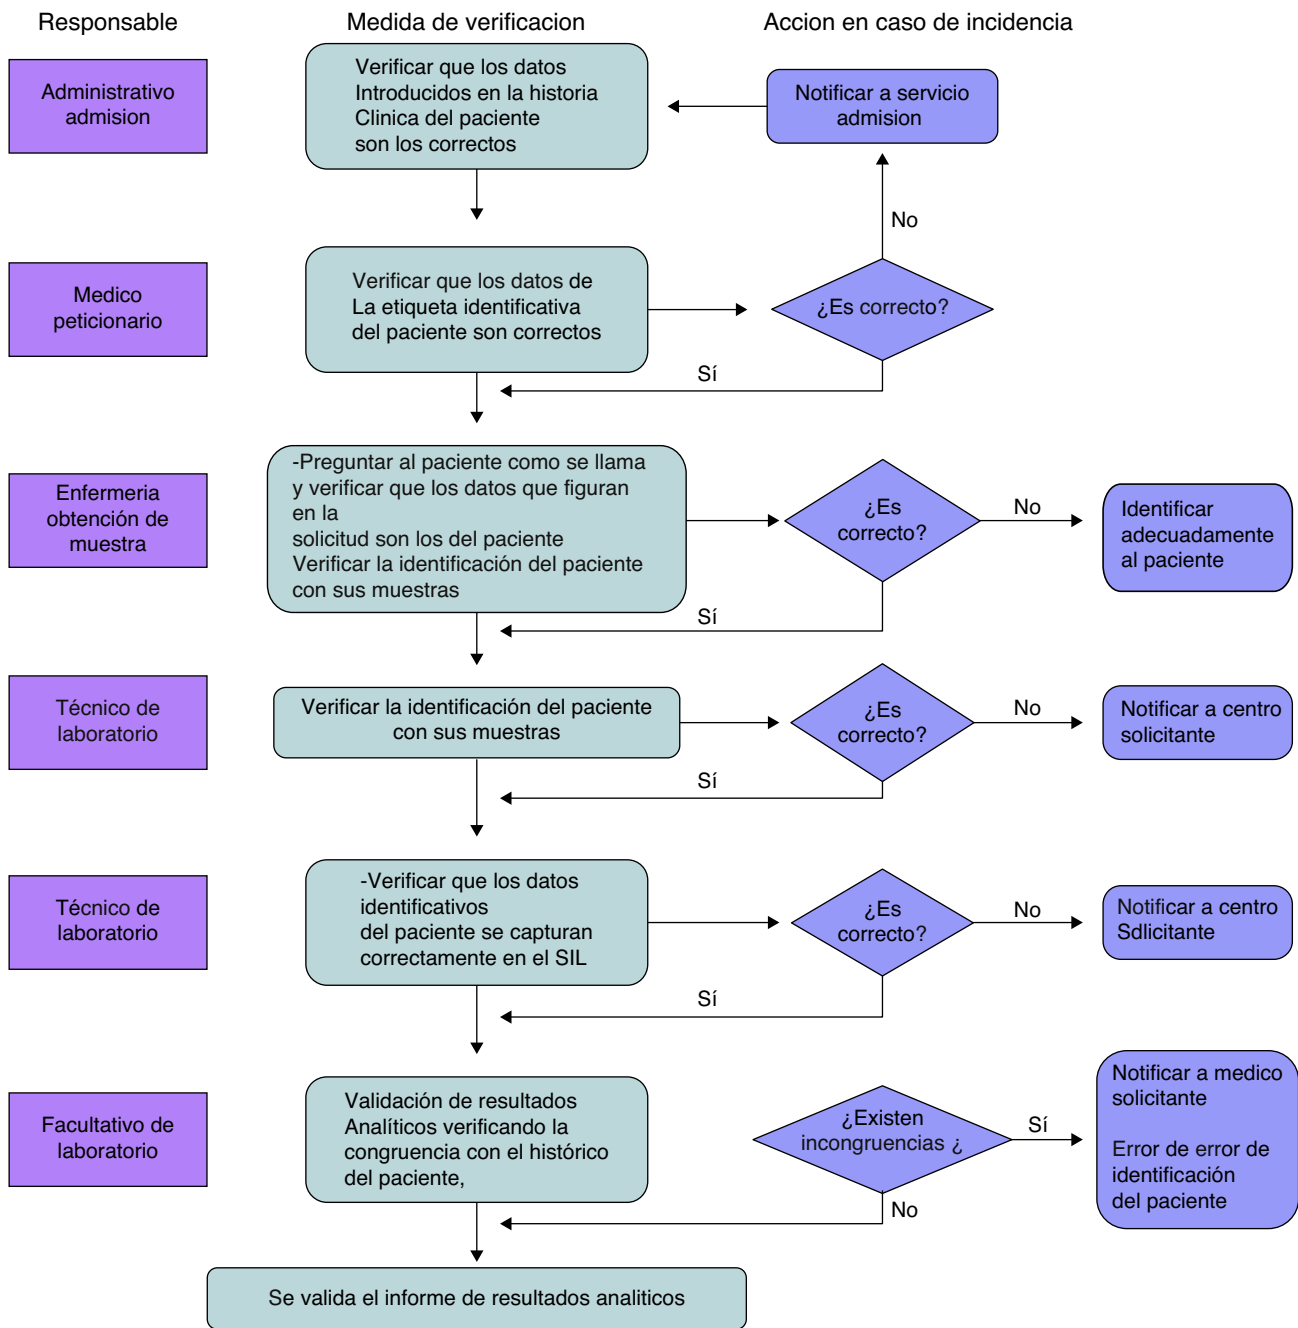 Responsable
Medida de verificacion
Accion en caso de incidencia
Administrativo
admision
Verificar que los datos
Introducidos en la historia
Clinica del paciente
son los correctos
Notificar a servicio
admision
No
Medico
peticionario
Verificar que los datos de
La etiqueta identificativa
del paciente son correctos
¿Es correcto?
Sí
Enfermeria
obtención de
muestra
-Preguntar al paciente como se llama
y verificar que los datos que figuran
en la
solicitud son los del paciente
Verificar la identificación del paciente
con sus muestras
¿Es
correcto?
No
Identificar
adecuadamente
al paciente
Sí
Técnico de
laboratorio
Verificar la identificación del paciente
con sus muestras
¿Es
correcto?
No
Notificar a centro
solicitante
Sí
Técnico de
laboratorio
-Verificar que los datos
identificativos
del paciente se capturan
correctamente en el SIL
¿Es
correcto?
No
Notificar a centro
Sdlicitante
Sí
Facultativo de
laboratorio
Validación de resultados
Analíticos verificando la
congruencia con el histórico
del paciente,
¿Existen
incongruencias ¿
Sí
Notificar a medico
solicitante
Error de error de
identificación
del paciente
No
Se valida el informe de resultados analiticos